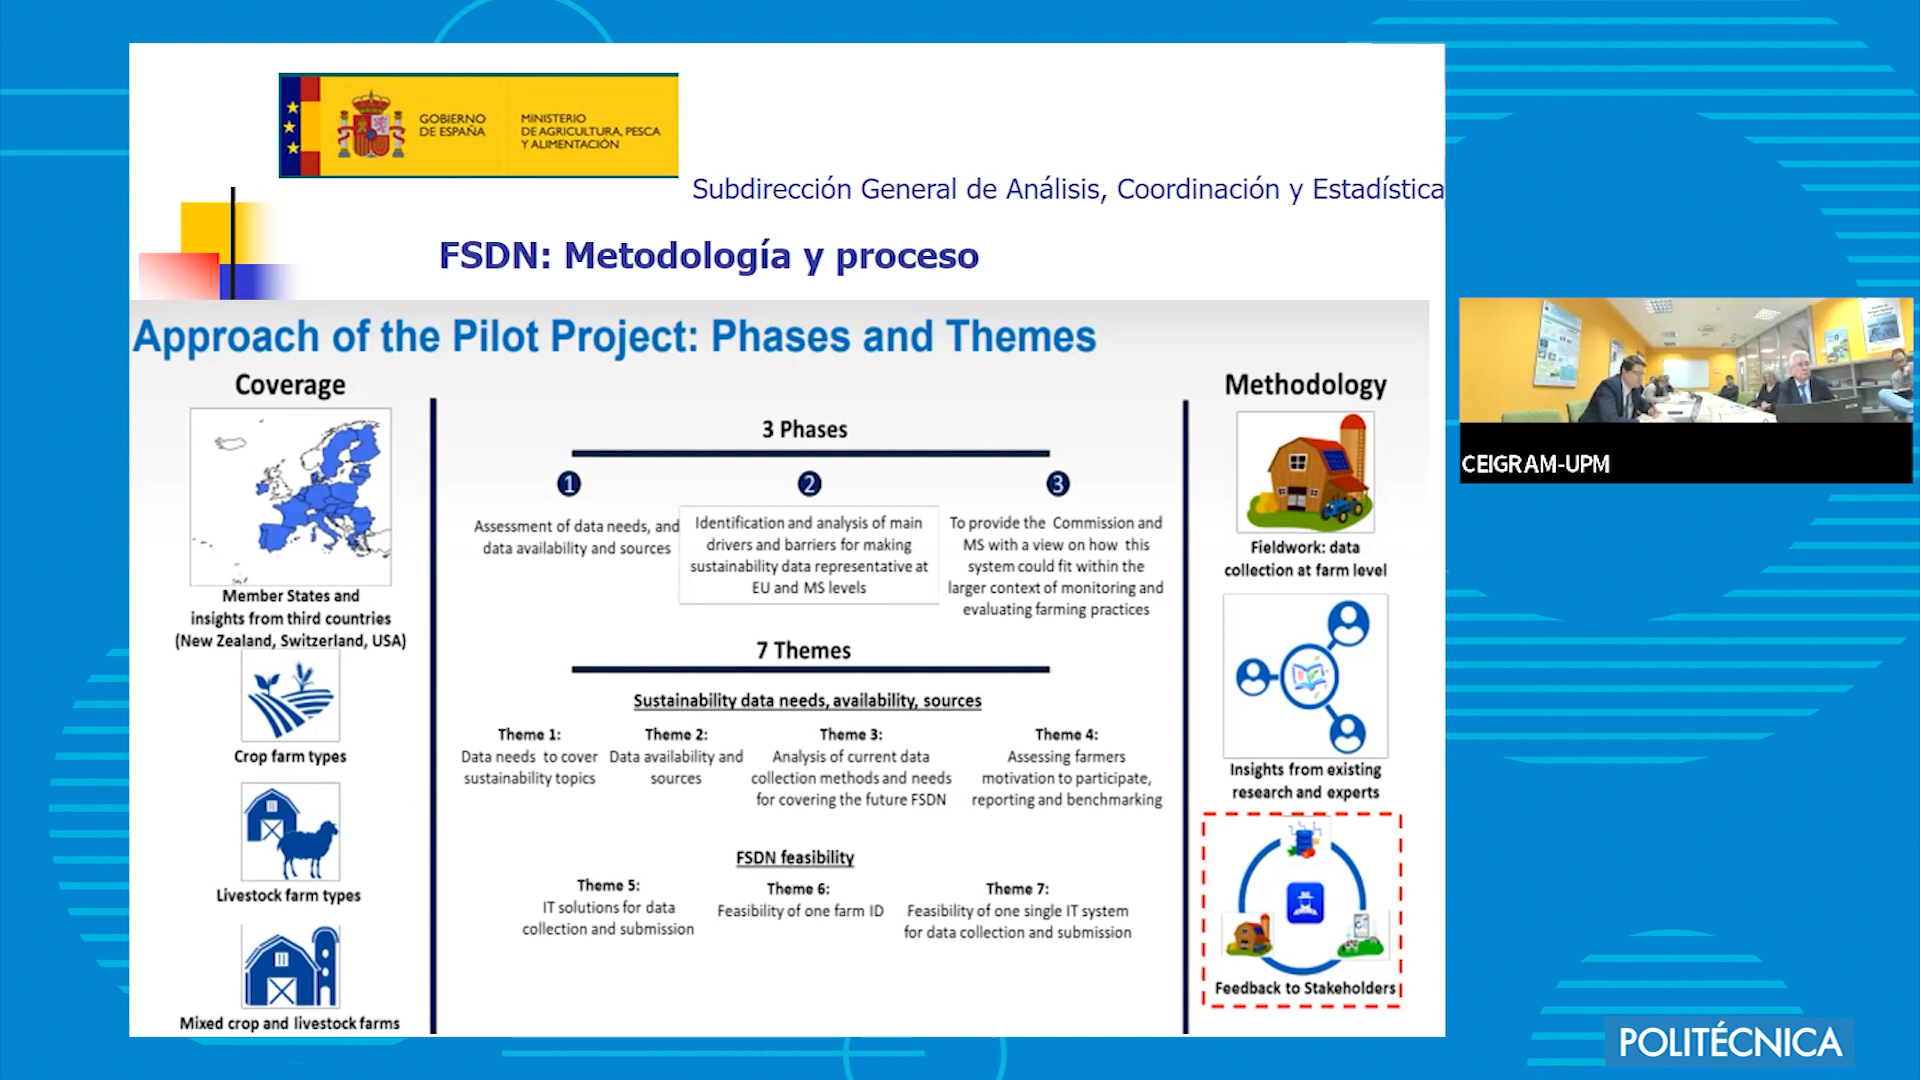 GOBIERNO
DE ESPAÑA
MINISTERIO
DE AGRICULTURA, PESCA
Y ALIMENTACIÓN
Subdirección General de Análisis, Coordinación y Estadística
FSDN: Metodología y proceso
Approach of the Pilot Project: Phases and Themes
Coverage
Member States and
insights from third countries
(New Zealand, Switzerland, USA)
Crop farm types
Livestock farm types
Mixed crop and livestock farms
3 Phases
1
Assessment of data needs, and
data availability and sources
2
Identification and analysis of main
drivers and barriers for making
sustainability data representative at
EU and MS levels
3
To provide the Commission and
MS with a view on how this
system could fit within the
larger context of monitoring and
evaluating farming practices
7 Themes
Sustainability data needs, availability, sources
Theme 1:
Data needs to cover
sustainability topics
Theme 2:
Data availability and
sources
Theme 3:
Analysis of current data
collection methods and needs
for covering the future FSDN
Theme 4:
Assessing farmers
motivation to participate,
reporting and benchmarking
FSDN feasibility
Theme 5:
IT solutions for data
collection and submission
Theme 6:
Feasibility of one farm ID
Theme 7:
Feasibility of one single IT system
for data collection and submission
Methodology
Fieldwork: data
collection at farm level
Insights from existing
research and experts
Feedback to Stakeholders
CEIGRAM-UPM
POLITÉCNICA